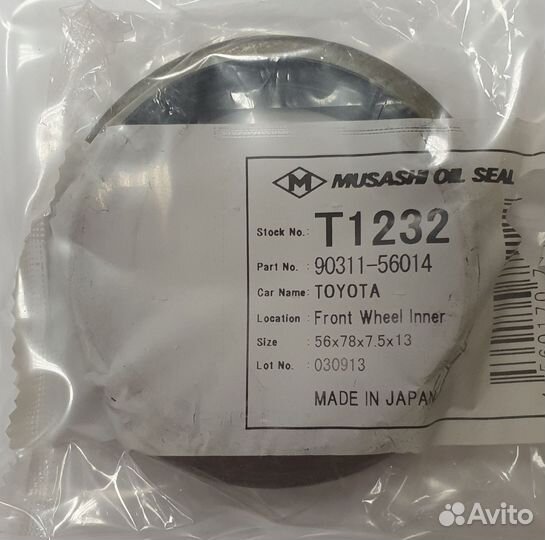 M MUSASHI OIL SEAL
Stock No.: T1232
Part No. : 90311-56014
Car Name: TOYOTA
Location : Front Wheel Inner
Size : 56x78x7.5x13
Lot No. : 030913
MADE IN JAPAN
Avito